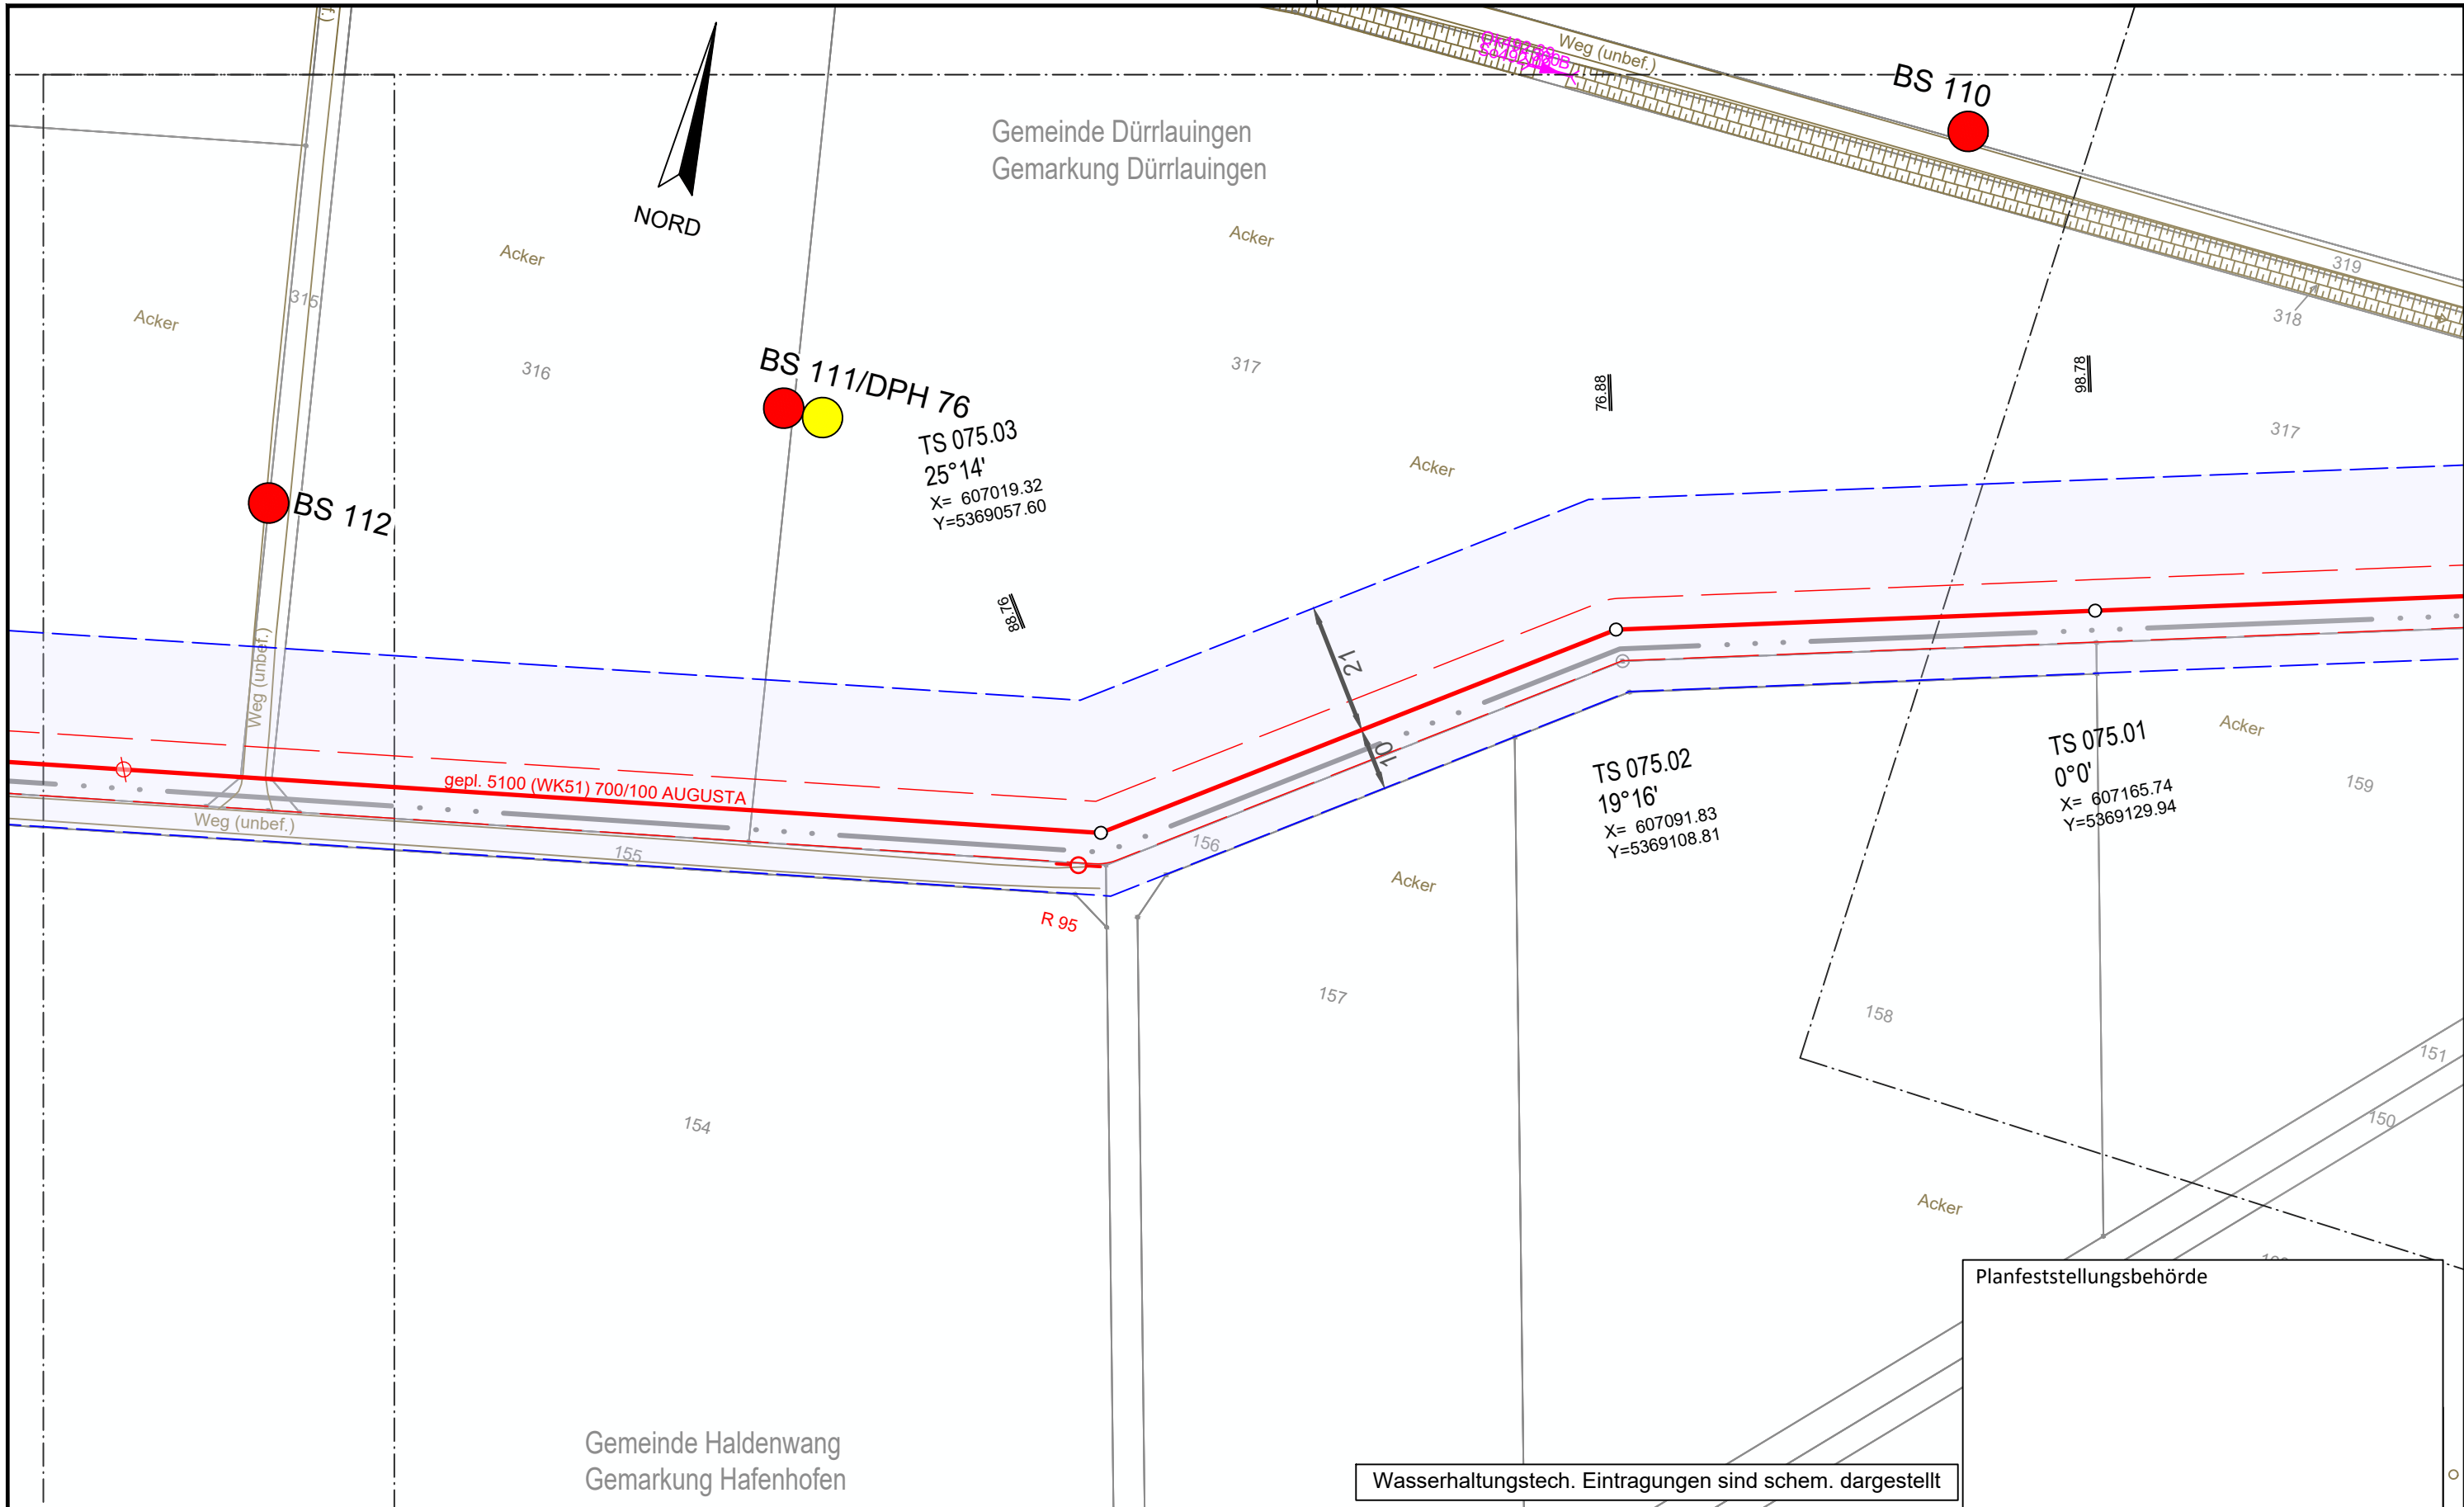 f.)
Weg (unbef.)
BS 110
Gemeinde Dürrlauingen
Gemarkung Dürrlauingen
NORD
Acker
Acker
Acker
315
316
317
319
318
BS 111/DPH 76
TS 075.03
25°14'
X= 607019.32
Y=5369057.60
76.88
98.78
317
Acker
BS 112
88.76
Weg (unbef.)
21
10
gepl. 5100 (WK51) 700/100 AUGUSTA
Weg (unbef.)
155
156
R 95
TS 075.02
19°16'
X= 607091.83
Y=5369108.81
TS 075.01
0°0'
X= 607165.74
Y=5369129.94
Acker
159
Acker
157
158
151
150
154
Acker
Planfeststellungsbehörde
Gemeinde Haldenwang
Gemarkung Hafenhofen
Wasserhaltungstech. Eintragungen sind schem. dargestellt